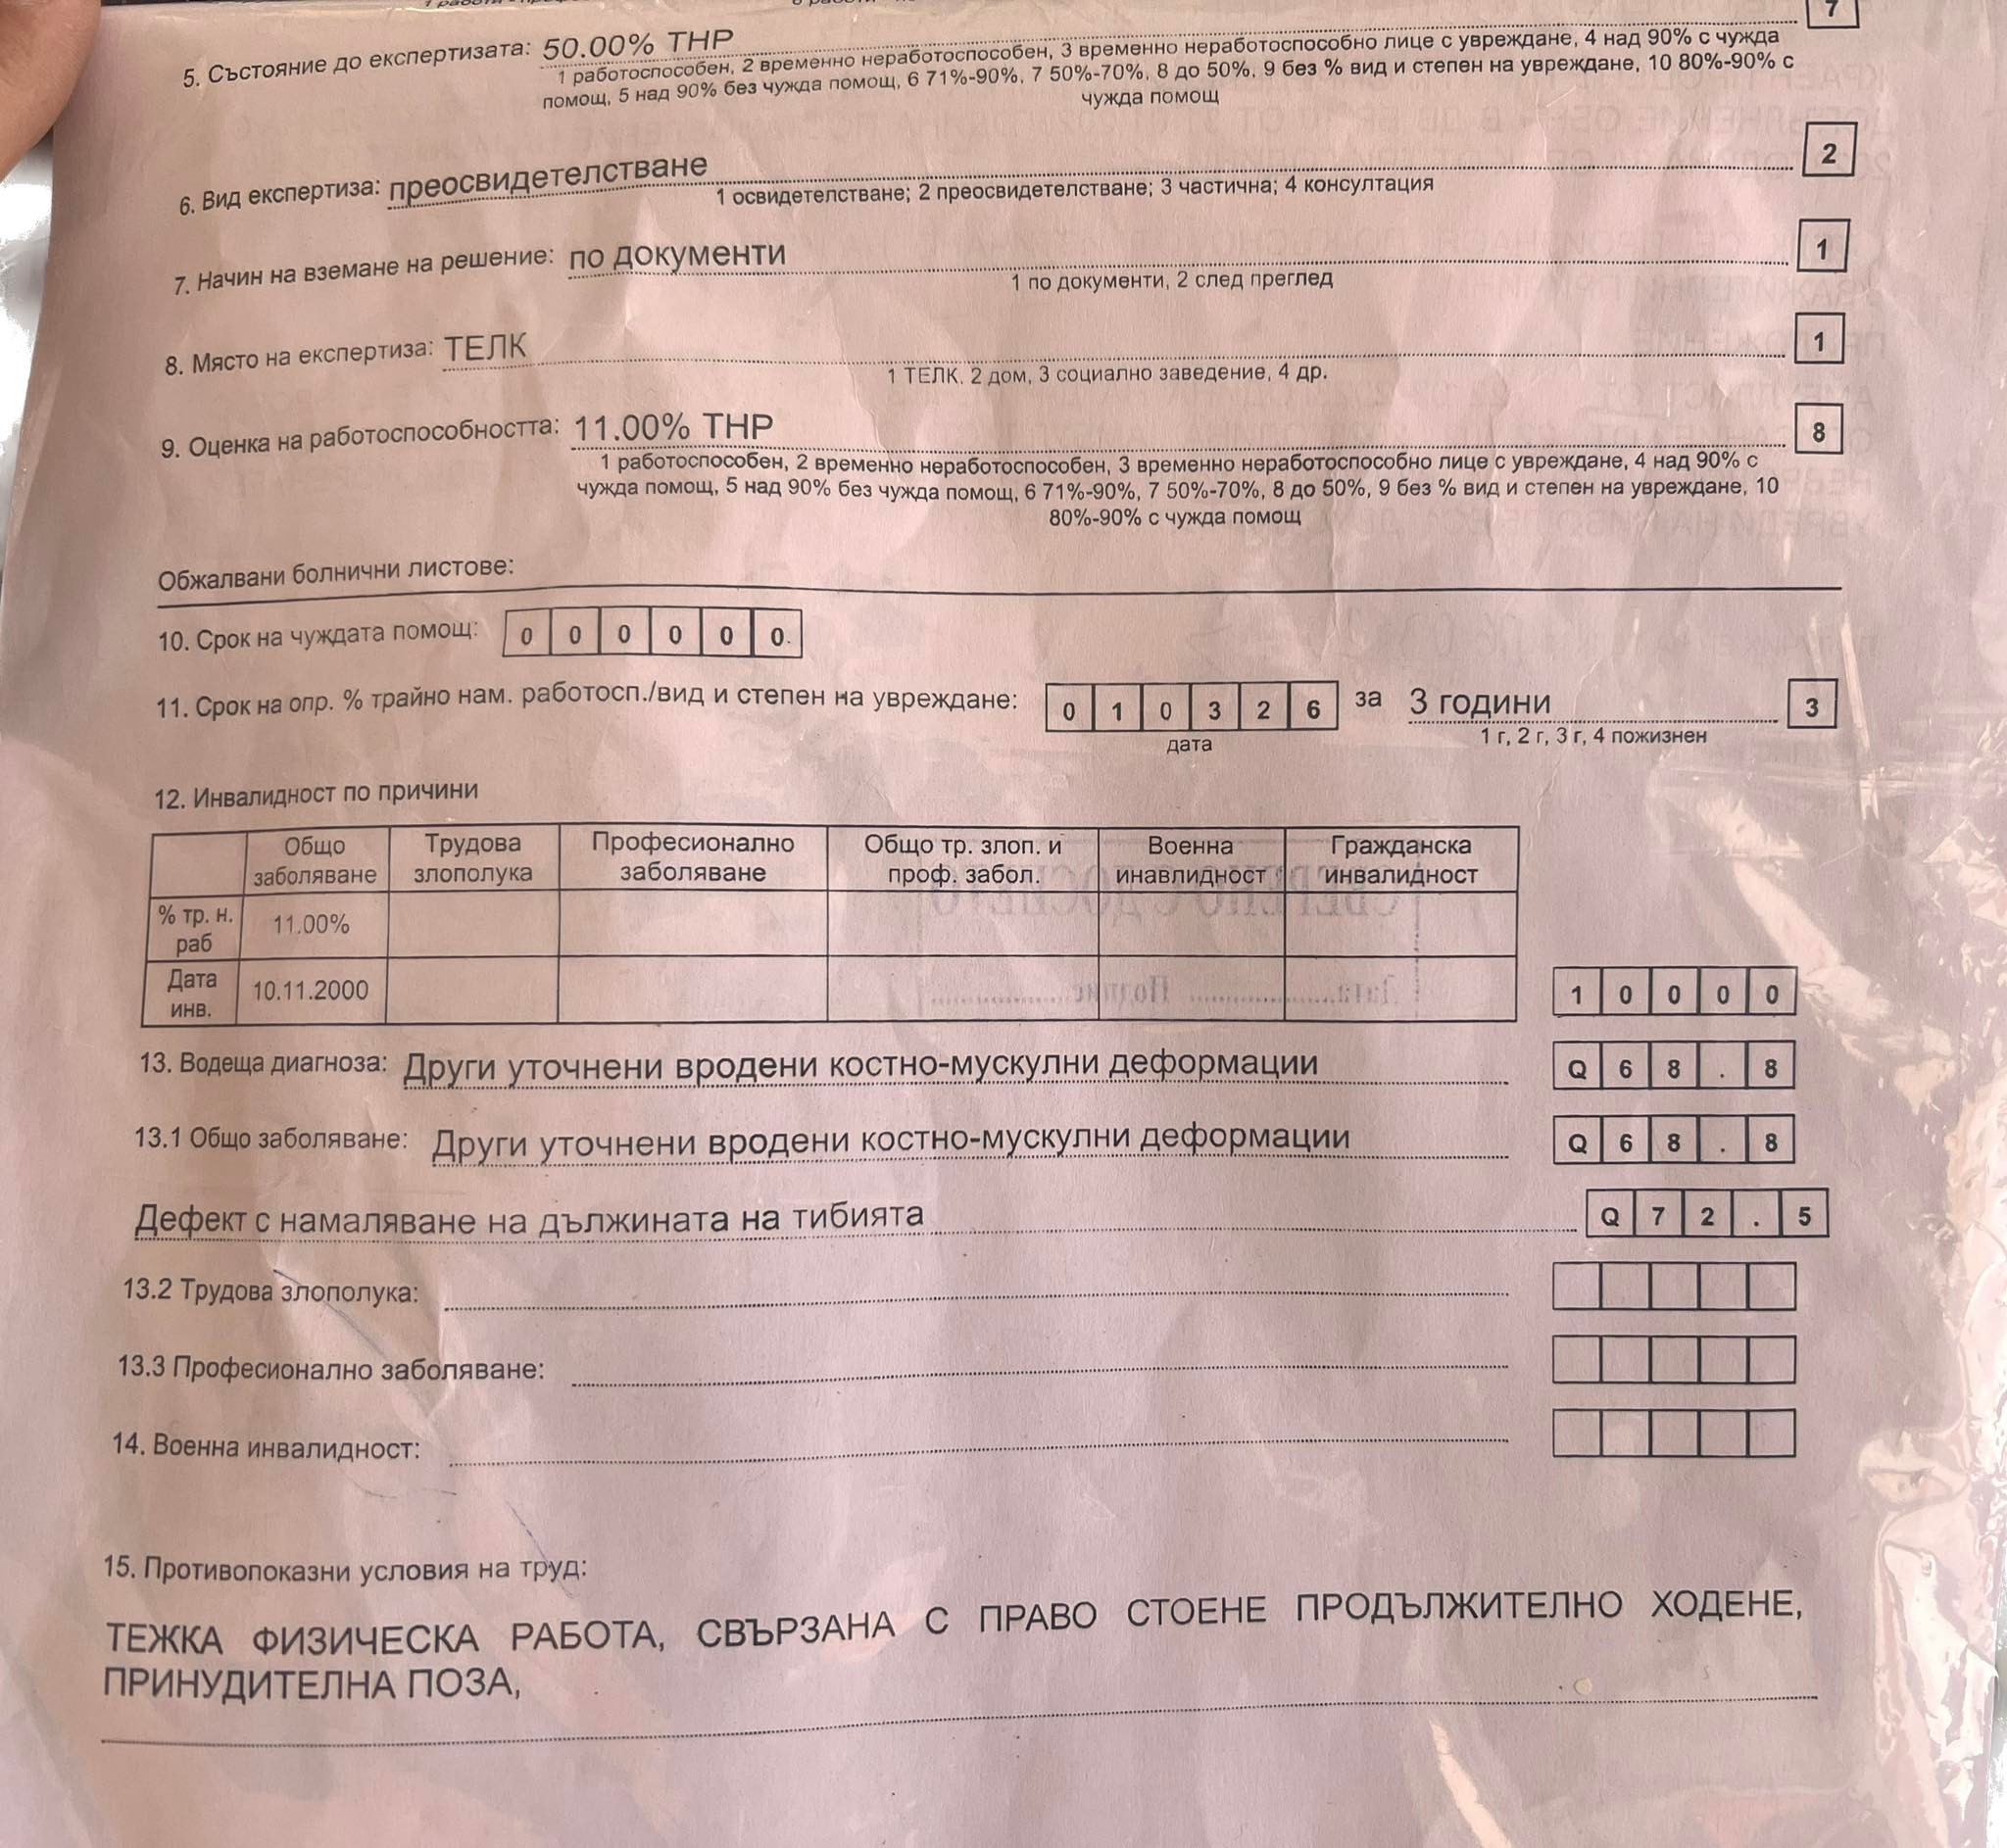 5. Състояние до експертизата: 50.00% ТНР 7
1 работоспособен, 2 временно неработоспособен, 3 временно неработоспособно лице с увреждане, 4 над 90% с чужда
помощ, 5 над 90% без чужда помощ, 6 71%-90%, 7 50%-70%, 8 до 50%, 9 без % вид и степен на увреждане, 10 80%-90% с
чужда помощ
6. Вид експертиза: преосвидетелстване 2
1 освидетелстване; 2 преосвидетелстване; 3 частична; 4 консултация
7. Начин на вземане на решение: по документи 1
1 по документи, 2 след преглед
8. Място на експертиза: ТЕЛК 1
1 ТЕЛК. 2 дом, 3 социално заведение, 4 др.
9. Оценка на работоспособността: 11.00% ТНР 8
1 работоспособен, 2 временно неработоспособен, 3 временно неработоспособно лице с увреждане, 4 над 90% с
чужда помощ, 5 над 90% без чужда помощ, 6 71%-90%, 7 50%-70%, 8 до 50%, 9 без % вид и степен на увреждане, 10
80%-90% с чужда помощ
Обжалвани болнични листове:
10. Срок на чуждата помощ: 0 0 0 0 0 0
11. Срок на опр. % трайно нам. работосп./вид и степен на увреждане: 0 1 0 3 2 6 за 3 години 3
дата 1 г, 2 г, 3 г, 4 пожизнен
12. Инвалидност по причини
Общо заболяване Трудова злополука Професионално заболяване Общо тр. злоп. и проф. забол. Военна инавлидност Гражданска инвалидност
% тр. н. раб 11.00%
Дата инв. 10.11.2000 1 0 0 0 0
13. Водеща диагноза: Други уточнени вродени костно-мускулни деформации Q 6 8 . 8
13.1 Общо заболяване: Други уточнени вродени костно-мускулни деформации Q 6 8 . 8
Дефект с намаляване на дължината на тибията Q 7 2 . 5
13.2 Трудова злополука:
13.3 Професионално заболяване:
14. Военна инвалидност:
15. Противопоказни условия на труд:
ТЕЖКА ФИЗИЧЕСКА РАБОТА, СВЪРЗАНА С ПРАВО СТОЕНЕ ПРОДЪЛЖИТЕЛНО ХОДЕНЕ,
ПРИНУДИТЕЛНА ПОЗА,